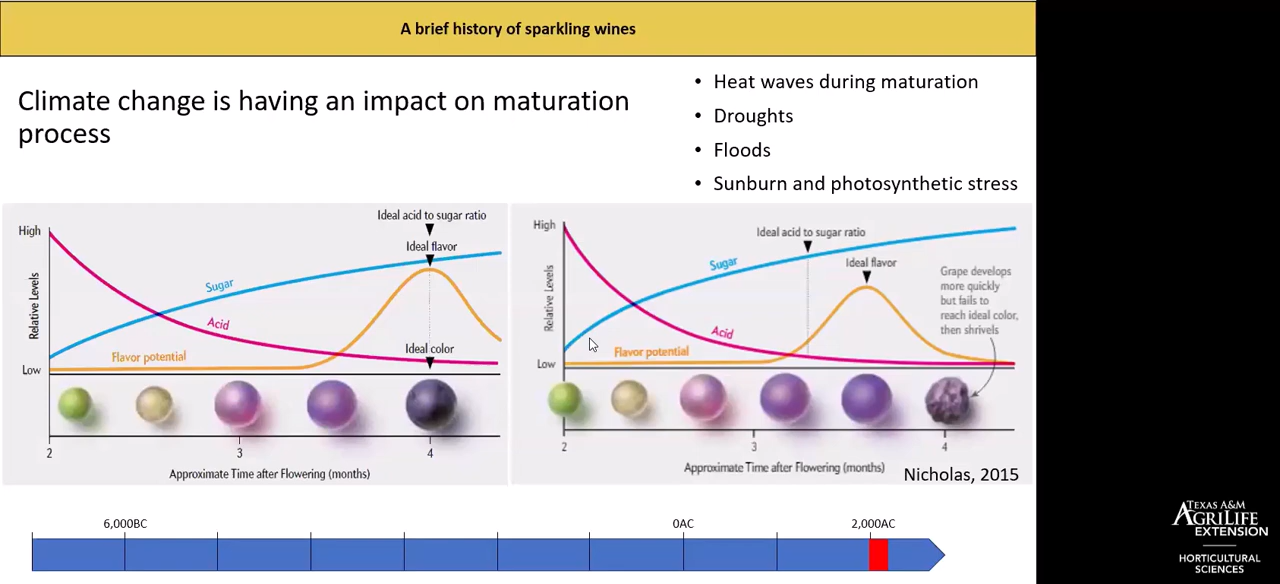 A brief history of sparkling wines
Climate change is having an impact on maturation
process
• Heat waves during maturation
• Droughts
• Floods
• Sunburn and photosynthetic stress
Ideal acid to sugar ratio
High
Ideal flavor
Sugar
Relative Levels
Acid
Ideal color
Flavor potential
Low
2
3
4
Approximate Time after Flowering (months)
High
Ideal acid to sugar ratio
Sugar
Ideal flavor
Grape develops
more quickly
but fails to
reach ideal color,
then shrivels
Relative Levels
Acid
Flavor potential
Low
2
3
4
Approximate Time after Flowering (months)
Nicholas, 2015
6,000BC
0AC
2,000AC
TEXAS A&M
AGRILIFE
EXTENSION
HORTICULTURAL
SCIENCES